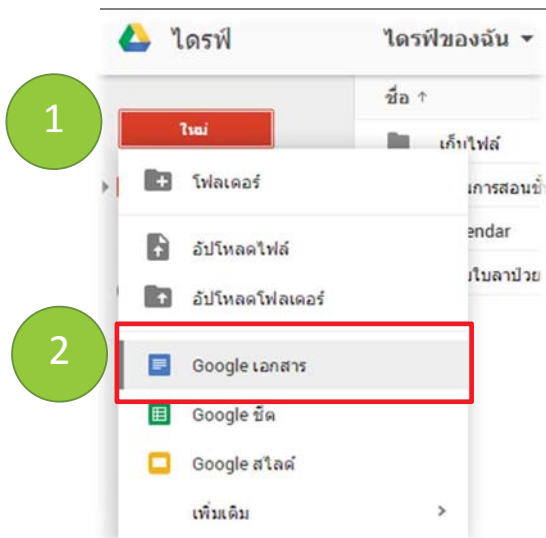 ไดรฟ์
ไดรฟ์ของฉัน
ชื่อ ↑
1
ใหม่
เก็บไฟล์
โฟลเดอร์
นการสอนขั้
อัปโหลดไฟล์
endar
อัปโหลดโฟลเดอร์
ใบลาป่วย
2
Google เอกสาร
Google ชีต
Google สไลด์
เพิ่มเติม